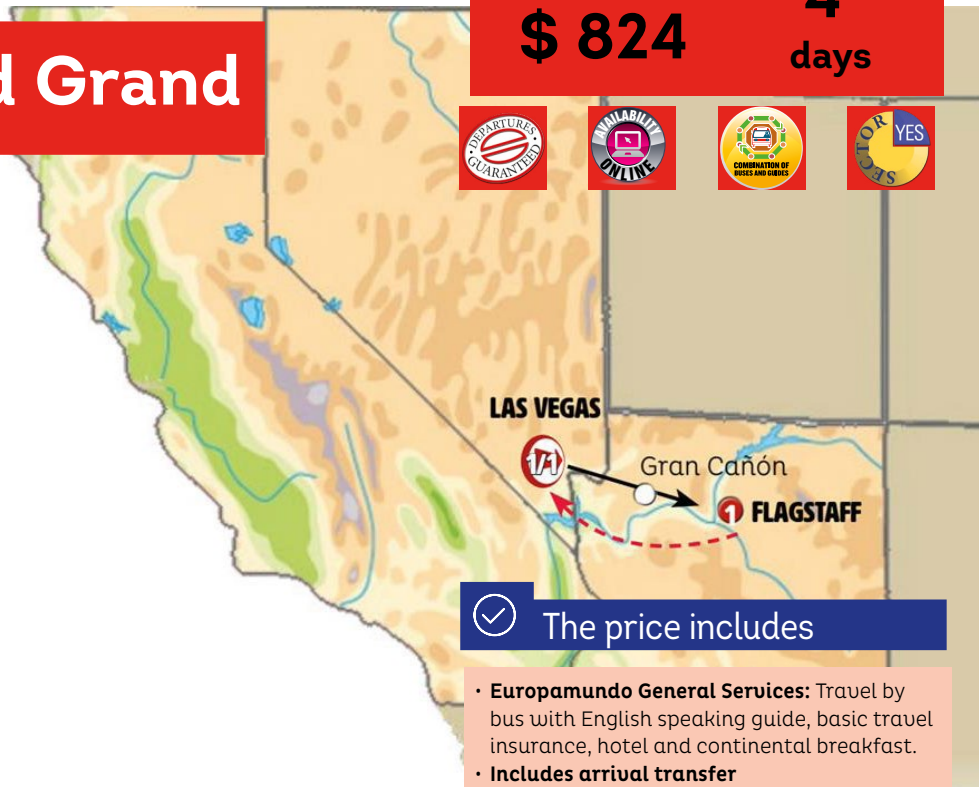 4
$ 824
days
d Grand
DEPARTURES
GUARANTEED
AVAILABILITY
ONLINE
COMBINATION OF
BUSES AND GUIDES
SECTOR
YES
LAS VEGAS
1/1
Gran Cañón
1 FLAGSTAFF
The price includes
• Europamundo General Services: Travel by
bus with English speaking guide, basic travel
insurance, hotel and continental breakfast.
• Includes arrival transfer